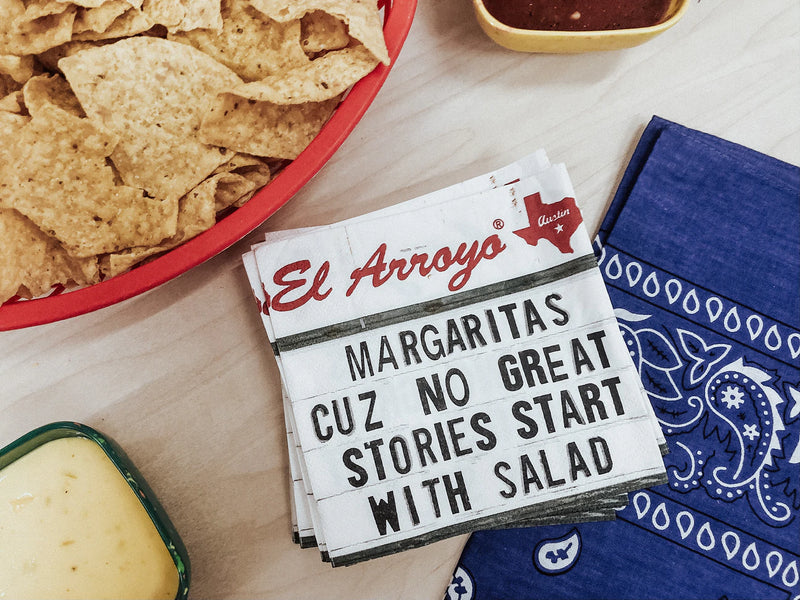 El Arroyo®
Austin
MARGARITAS
CUZ NO GREAT
STORIES START
WITH SALAD